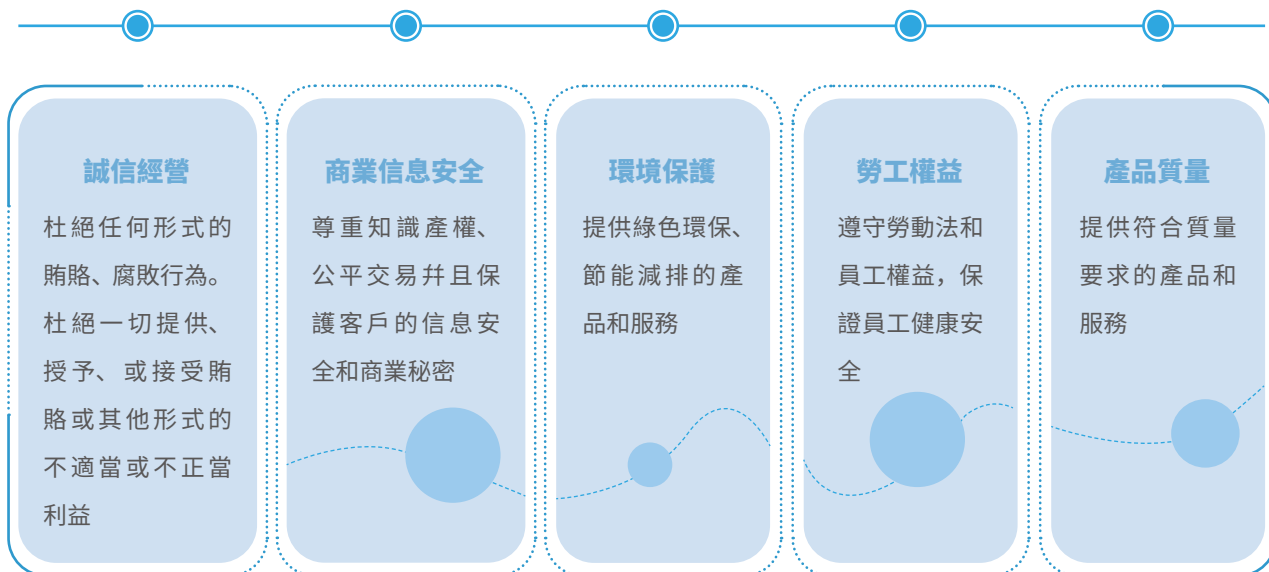 誠信經營
杜絕任何形式的
賄賂、腐敗行為。
杜絕一切提供、
授予、或接受賄
賂或其他形式的
不適當或不正當
利益
商業信息安全
尊重知識產權、
公平交易幷且保
護客戶的信息安
全和商業秘密
環境保護
提供綠色環保、
節能減排的產
品和服務
勞工權益
遵守勞動法和
員工權益，保
證員工健康安
全
產品質量
提供符合質量
要求的產品和
服務